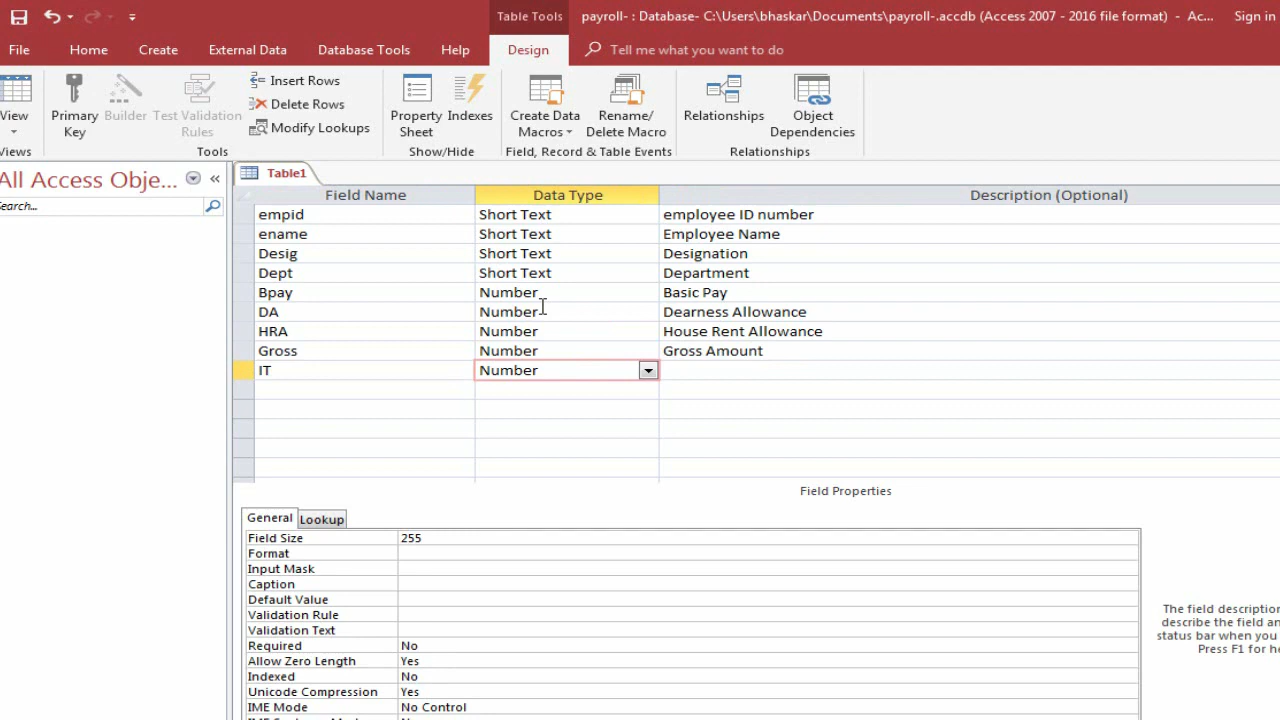 Table Tools payroll- : Database- C:\Users\bhaskar\Documents\payroll-.accdb (Access 2007 - 2016 file format) - Ac... Sign in
File Home Create External Data Database Tools Help Design Tell me what you want to do
View Primary Key Builder Test Validation Rules Insert Rows Delete Rows Modify Lookups Property Sheet Indexes Create Data Macros Rename/ Delete Macro Relationships Object Dependencies
Views Tools Show/Hide Field, Record & Table Events Relationships
All Access Obje... « Table1
Search...
Field Name Data Type Description (Optional)
empid Short Text employee ID number
ename Short Text Employee Name
Desig Short Text Designation
Dept Short Text Department
Bpay Number Basic Pay
DA Number Dearness Allowance
HRA Number House Rent Allowance
Gross Number Gross Amount
IT Number
Field Properties
General Lookup
Field Size 255
Format
Input Mask
Caption
Default Value
Validation Rule
Validation Text
Required No
Allow Zero Length Yes
Indexed No
Unicode Compression Yes
IME Mode No Control
The field description
describe the field an
status bar when you
Press F1 for he